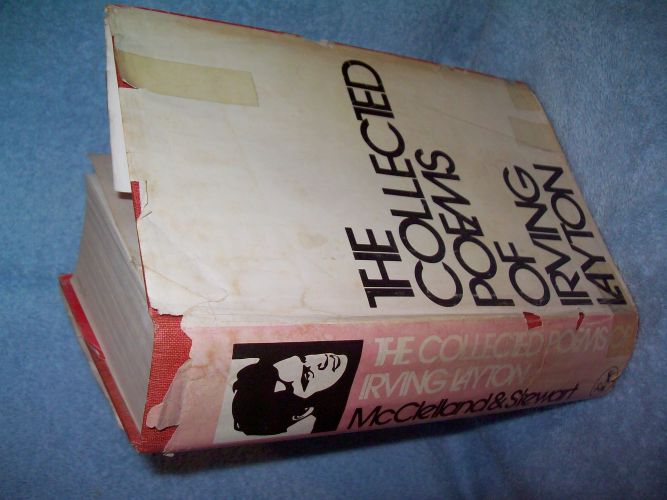 THE
COLLECTED
POEMS
OF
IRVING
LAYTON
THE COLLECTED POEMS OF
IRVING LAYTON
McClelland & Stewart